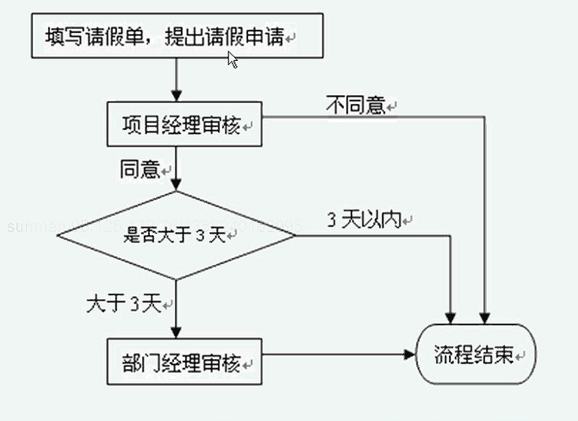 填写请假单，提出请假申请
不同意
项目经理审核
同意
3 天以内
是否大于 3 天
大于 3 天
部门经理审核
流程结束